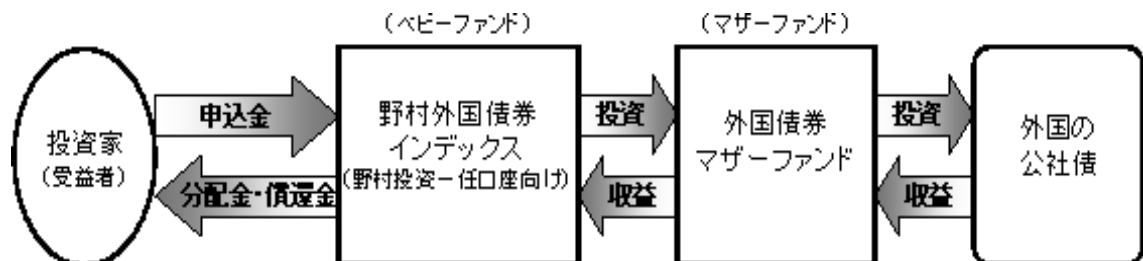 (ベビーファンド)
(マザーファンド)
投資家
(受益者)
申込金
分配金・償還金
野村外国債券
インデックス
(野村投資一任口座向け)
投資
収益
外国債券
マザーファンド
投資
収益
外国の
公社債